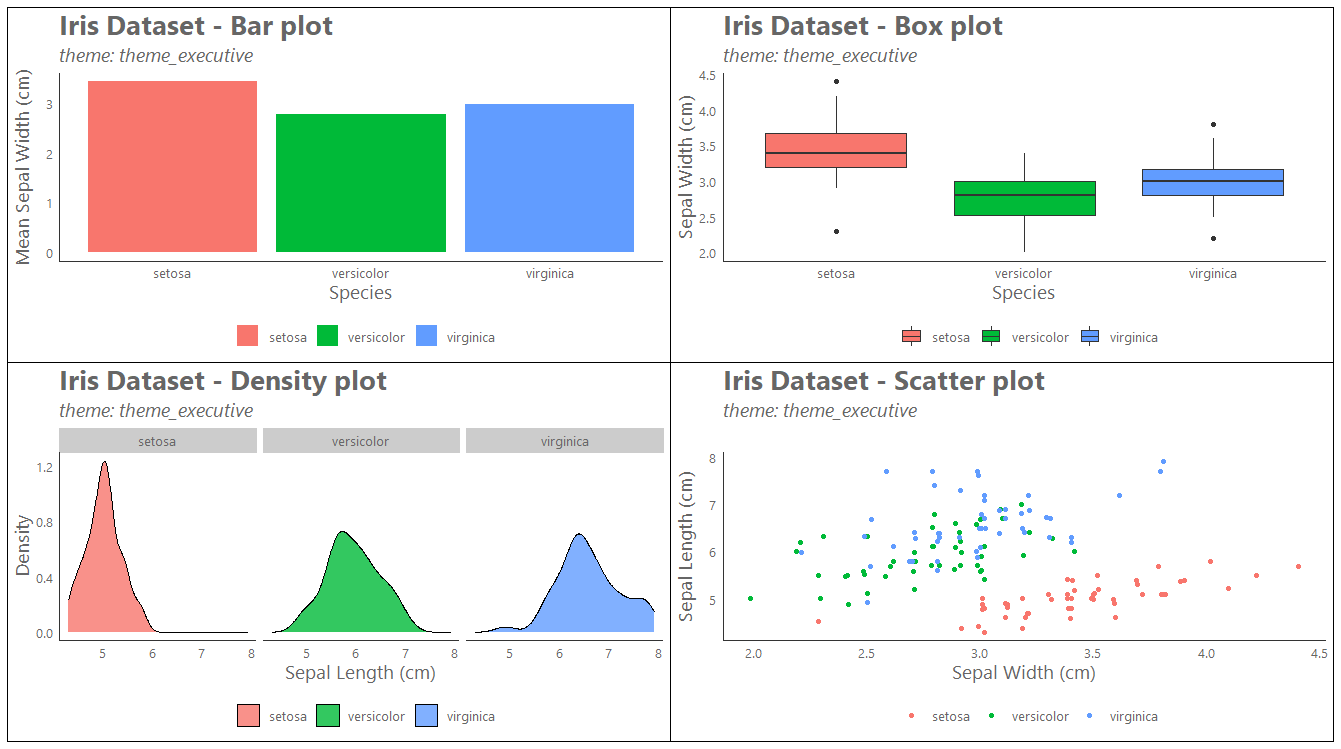 Iris Dataset - Bar plot
theme: theme_executive
Mean Sepal Width (cm)
3
2
1
0
setosa versicolor virginica
Species
setosa versicolor virginica
Iris Dataset - Box plot
theme: theme_executive
Sepal Width (cm)
4.5
4.0
3.5
3.0
2.5
2.0
setosa versicolor virginica
Species
setosa versicolor virginica
Iris Dataset - Density plot
theme: theme_executive
setosa versicolor virginica
Density
1.2
0.8
0.4
0.0
5 6 7 8 5 6 7 8 5 6 7 8
Sepal Length (cm)
setosa versicolor virginica
Iris Dataset - Scatter plot
theme: theme_executive
Sepal Length (cm)
8
7
6
5
2.0 2.5 3.0 3.5 4.0 4.5
Sepal Width (cm)
setosa versicolor virginica